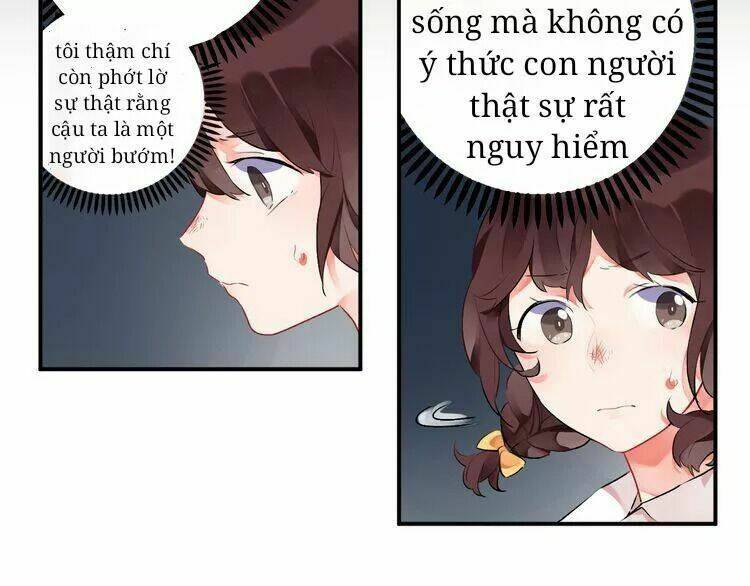 tôi thậm chí
còn phớt lờ
sự thật rằng
cậu ta là một
người bướm!
sống mà không có
ý thức con người
thật sự rất
nguy hiểm